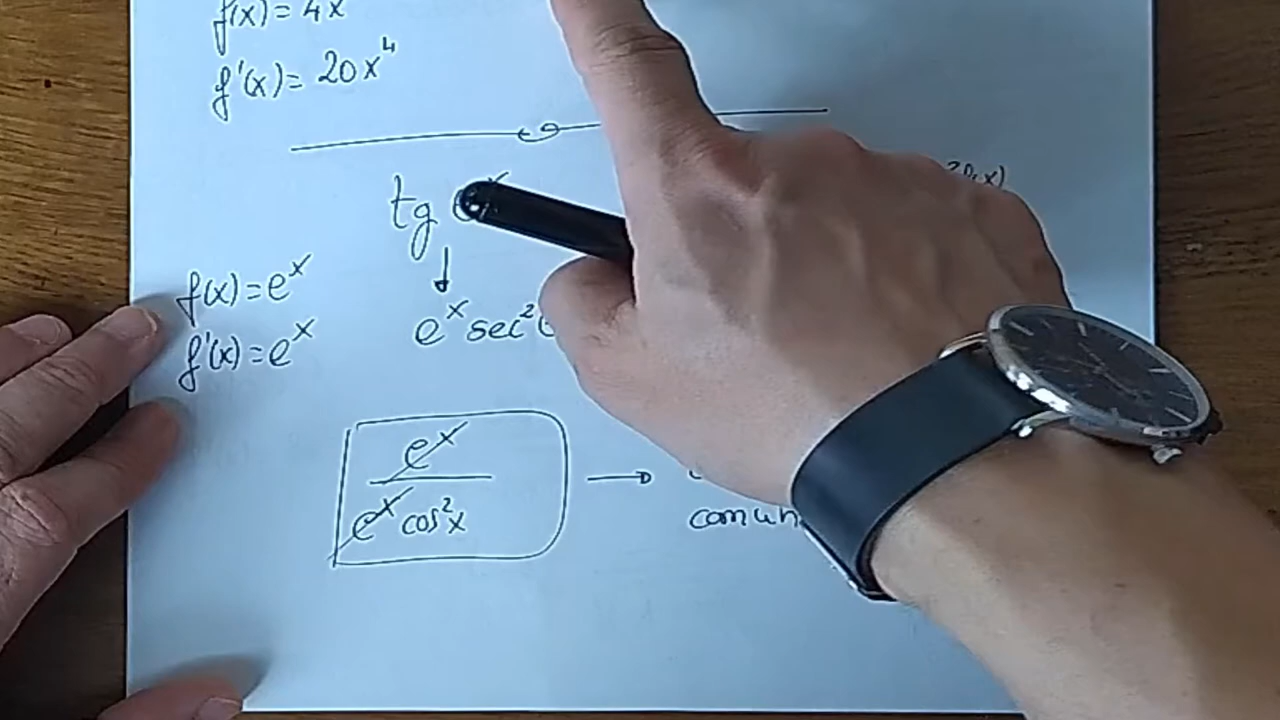 f(x) = 4x
f'(x) = 20x⁴
tg
f(x) = eˣ
f'(x) = eˣ
eˣ sec²
eˣ
eˣ cos²x